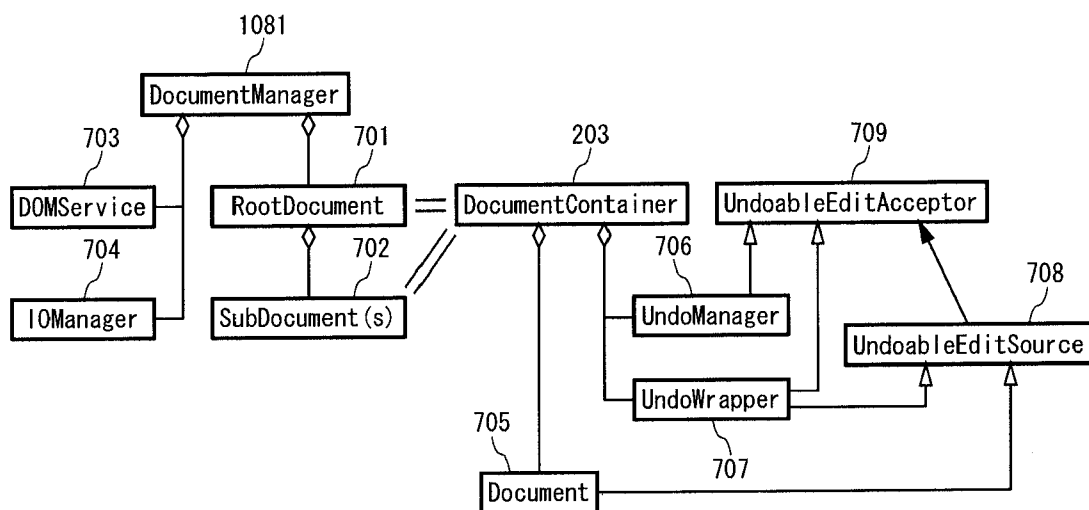 1081
DocumentManager
703
701
203
709
DOMService
RootDocument
DocumentContainer
UndoableEditAcceptor
704
702
706
708
IOManager
SubDocument(s)
UndoManager
UndoableEditSource
UndoWrapper
705
707
Document